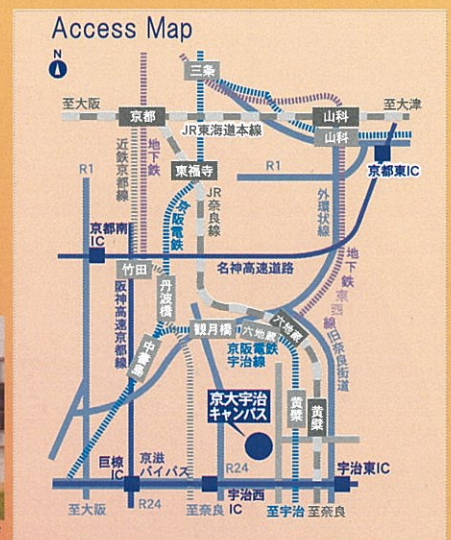 Access Map
N
三条
至大阪
京都
山科
至大津
JR東海道本線
山科
近鉄京都線
地下鉄
東福寺
京都東IC
R1
R1
JR奈良線
外環状線
京阪電鉄
京都南
IC
竹田
名神高速道路
地下鉄東西線
丹波橋
阪神高速京都線
観月橋
六地蔵
六地蔵
旧奈良街道
中書島
京阪電鉄
宇治線
京大宇治
キャンパス
黄檗
黄檗
巨椋
IC
京滋
バイパス
R24
宇治東IC
宇治西
IC
至大阪
R24
至奈良
至宇治
至奈良